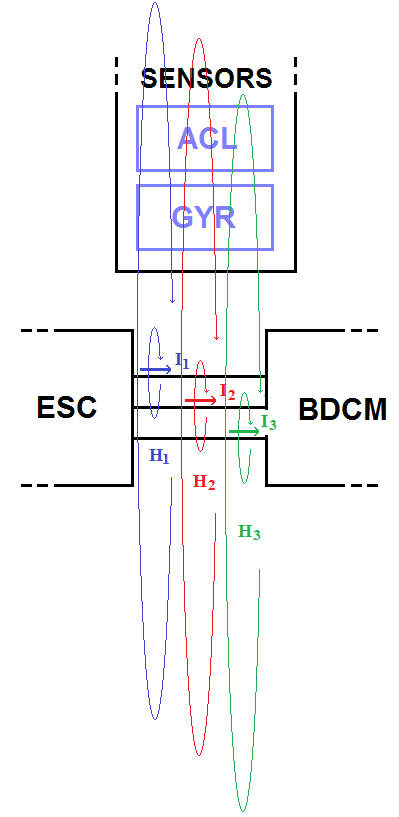 SENSORS
ACL
GYR
I₁
ESC
I₂
BDCM
I₃
H₁
H₂
H₃